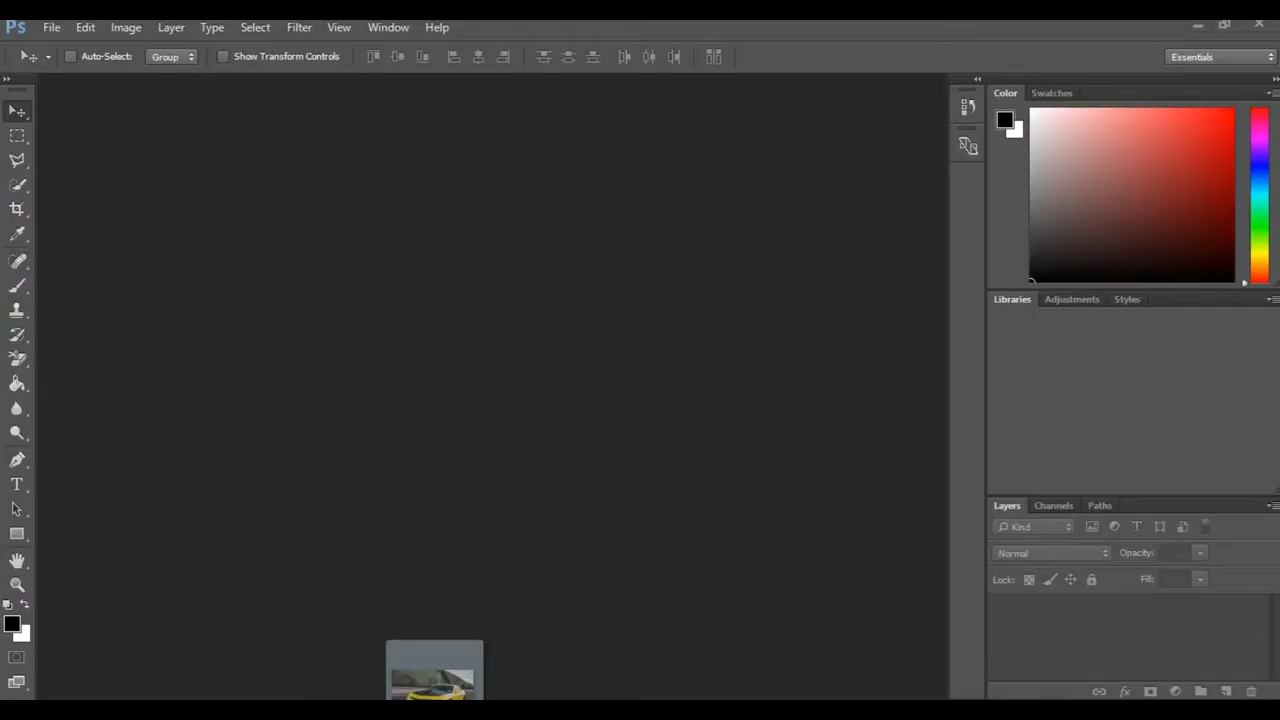 Ps File Edit Image Layer Type Select Filter View Window Help
Auto-Select: Group Show Transform Controls Essentials
Color Swatches
Libraries Adjustments Styles
Layers Channels Paths
Kind
Normal Opacity:
Lock: Fill: